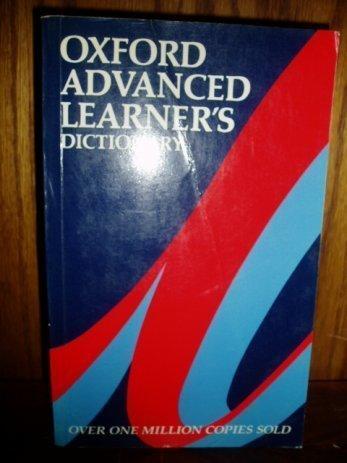 OXFORD
ADVANCED
LEARNER'S
DICTIONARY
OVER ONE MILLION COPIES SOLD